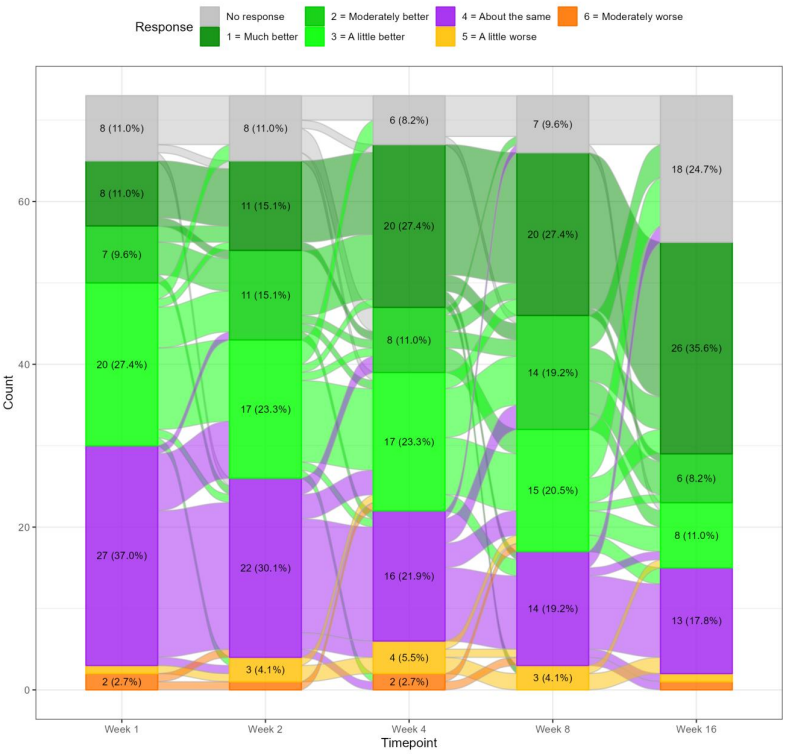 Response
No response
2 = Moderately better
4 = About the same
6 = Moderately worse
1 = Much better
3 = A little better
5 = A little worse
Count
60
40
20
0
8 (11.0%)
8 (11.0%)
7 (9.6%)
20 (27.4%)
27 (37.0%)
2 (2.7%)
8 (11.0%)
11 (15.1%)
11 (15.1%)
17 (23.3%)
22 (30.1%)
3 (4.1%)
6 (8.2%)
20 (27.4%)
8 (11.0%)
17 (23.3%)
16 (21.9%)
4 (5.5%)
2 (2.7%)
7 (9.6%)
20 (27.4%)
14 (19.2%)
15 (20.5%)
14 (19.2%)
3 (4.1%)
18 (24.7%)
26 (35.6%)
6 (8.2%)
8 (11.0%)
13 (17.8%)
Week 1
Week 2
Week 4
Week 8
Week 16
Timepoint